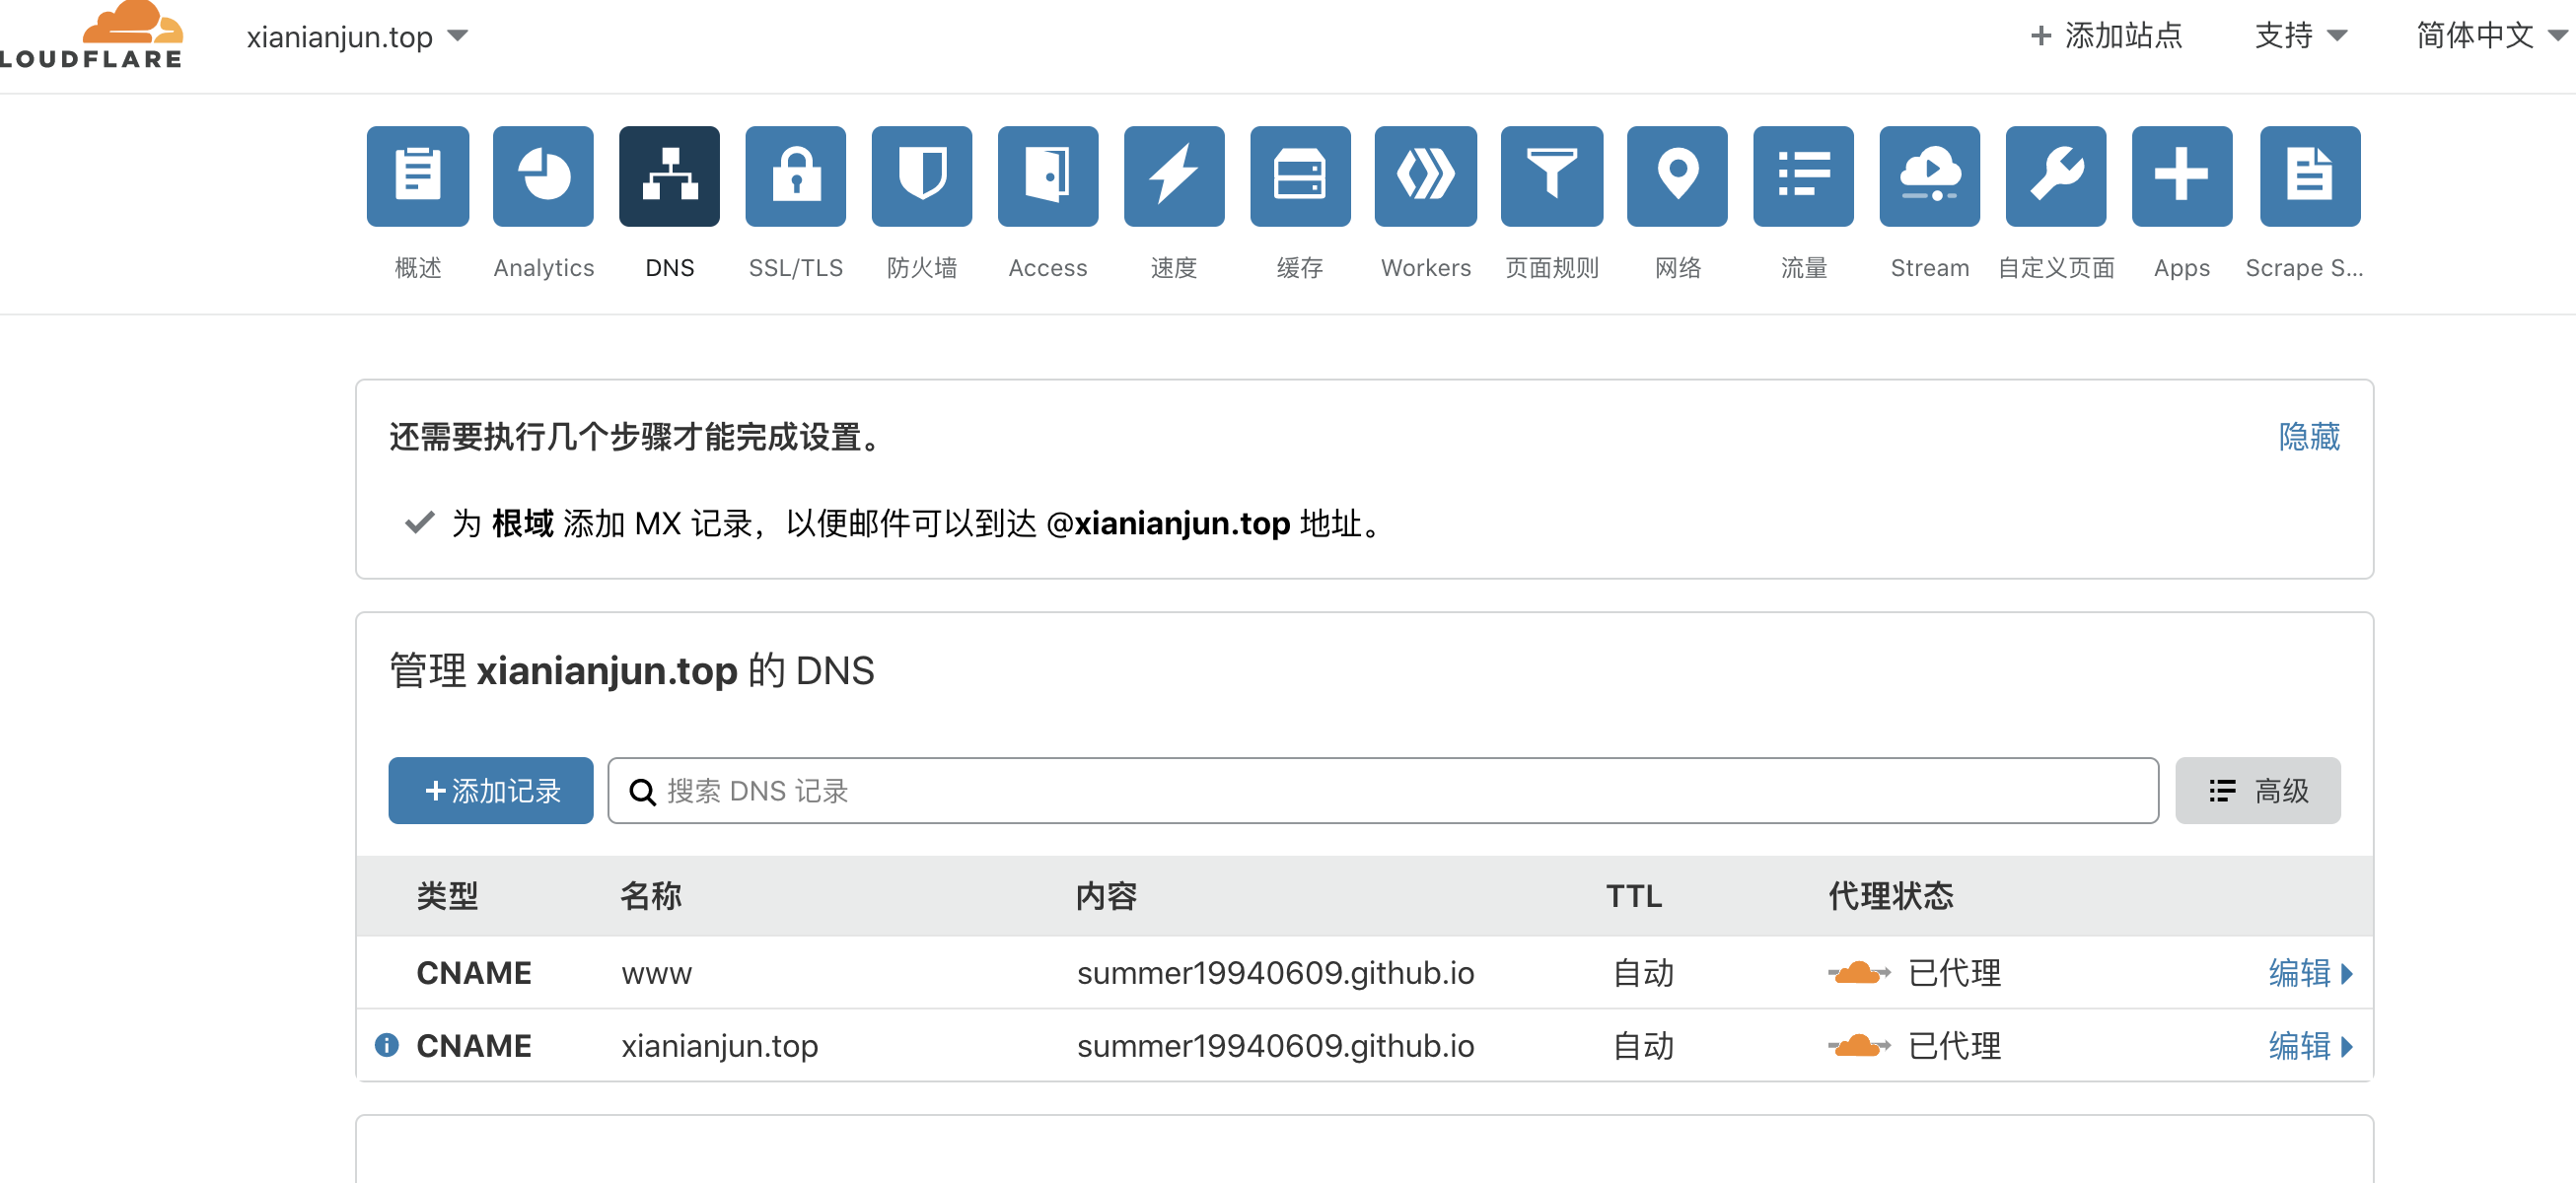 LOUDFLARE
xianianjun.top
+ 添加站点
支持
简体中文
概述
Analytics
DNS
SSL/TLS
防火墙
Access
速度
缓存
Workers
页面规则
网络
流量
Stream
自定义页面
Apps
Scrape S...
还需要执行几个步骤才能完成设置。
隐藏
为 根域 添加 MX 记录，以便邮件可以到达 @xianianjun.top 地址。
管理 xianianjun.top 的 DNS
+添加记录
搜索 DNS 记录
高级
类型 名称 内容 TTL 代理状态
CNAME www summer19940609.github.io 自动 已代理 编辑
CNAME xianianjun.top summer19940609.github.io 自动 已代理 编辑